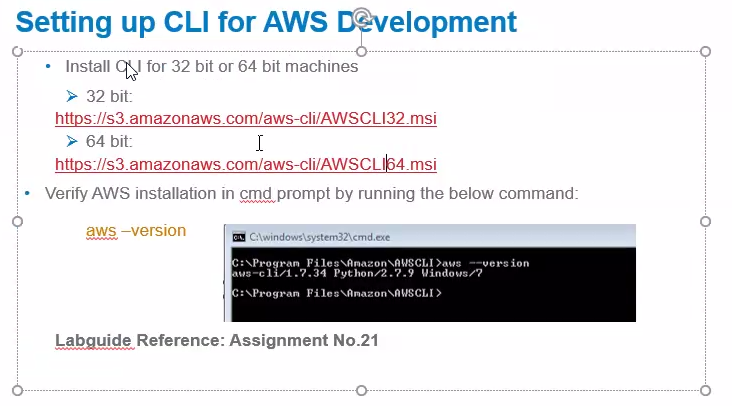 Setting up CLI for AWS Development
• Install CLI for 32 bit or 64 bit machines
➢ 32 bit:
https://s3.amazonaws.com/aws-cli/AWSCLI32.msi
➢ 64 bit:
https://s3.amazonaws.com/aws-cli/AWSCLI64.msi
• Verify AWS installation in cmd prompt by running the below command:
aws –version
C:\windows\system32\cmd.exe
C:\Program Files\Amazon\AWSCLI>aws --version
aws-cli/1.7.34 Python/2.7.9 Windows/7
C:\Program Files\Amazon\AWSCLI>
Labguide Reference: Assignment No.21